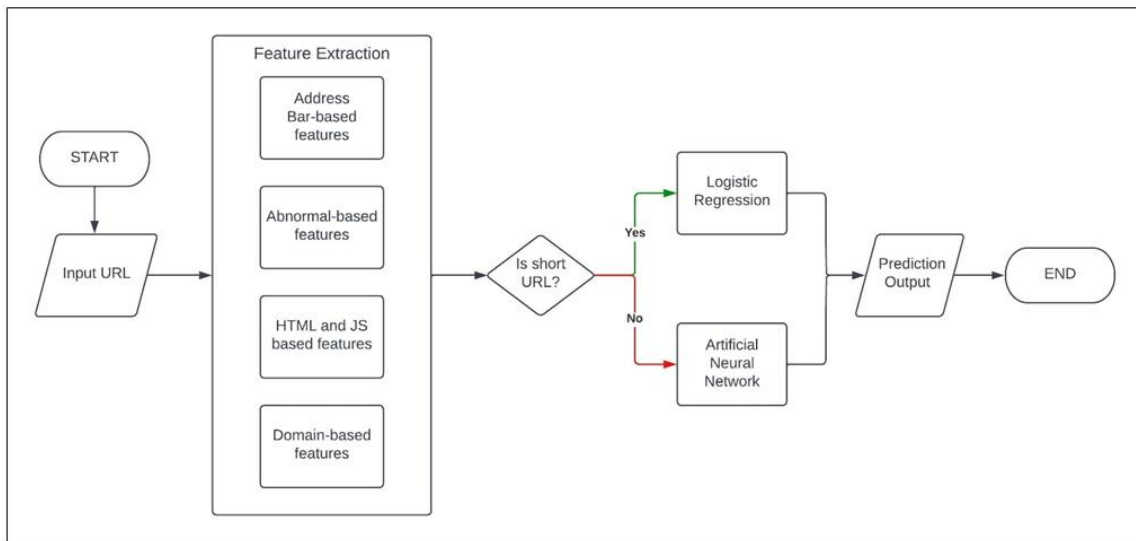 START
Input URL
Feature Extraction
Address
Bar-based
features
Abnormal-based
features
HTML and JS
based features
Domain-based
features
Is short
URL?
Yes
No
Logistic
Regression
Artificial
Neural
Network
Prediction
Output
END